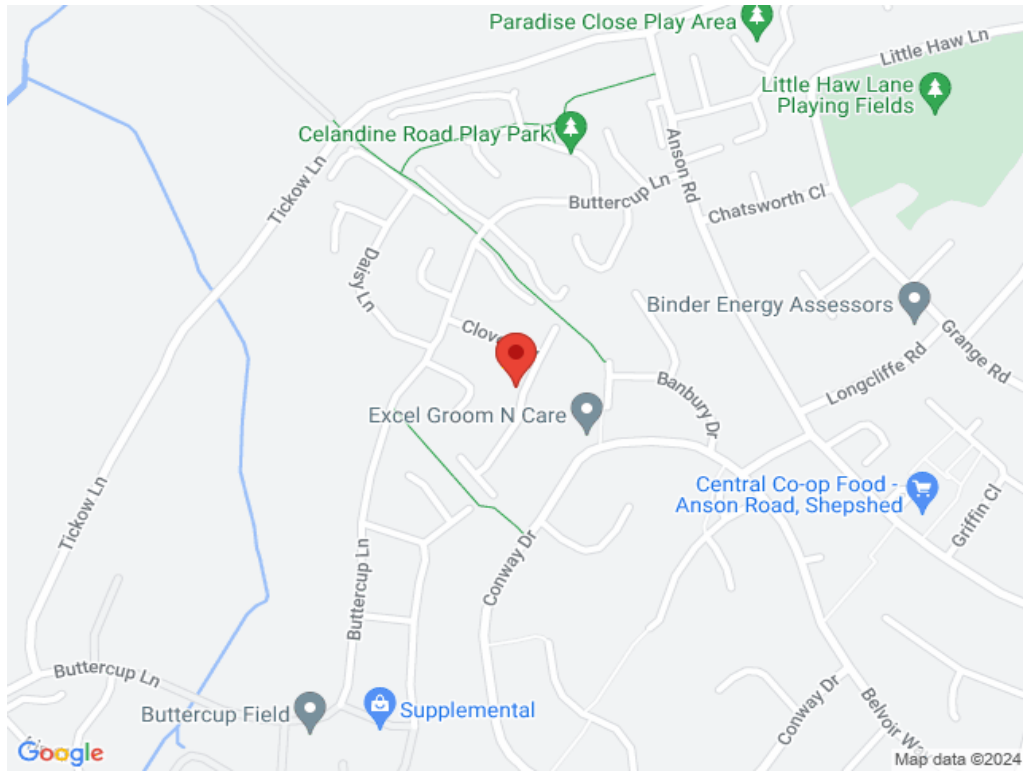 Paradise Close Play Area
Little Haw Ln
Little Haw Lane
Playing Fields
Celandine Road Play Park
Anson Rd
Tickow Ln
Buttercup Ln
Chatsworth Cl
Daisy Ln
Binder Energy Assessors
Clove
Grange Rd
Longcliffe Rd
Banbury Dr
Excel Groom N Care
Central Co-op Food -
Anson Road, Shepshed
Griffin Cl
Tickow Ln
Conway Dr
Buttercup Ln
Buttercup Ln
Conway Dr
Belvoir Wa
Buttercup Field
Supplemental
Google
Map data ©2024